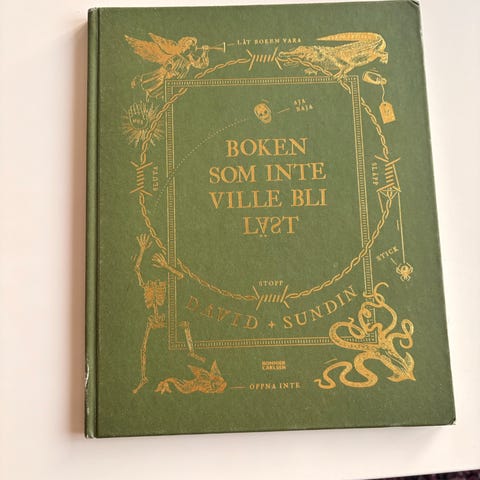 LÅT BOKEN VARA
AJA
BAJA
BOKEN
SOM INTE
VILLE BLI
LÄST
SLUTA
SLÄPP
STICK
STOPP
DAVID + SUNDIN
BONNIER
CARLSEN
ÖPPNA INTE